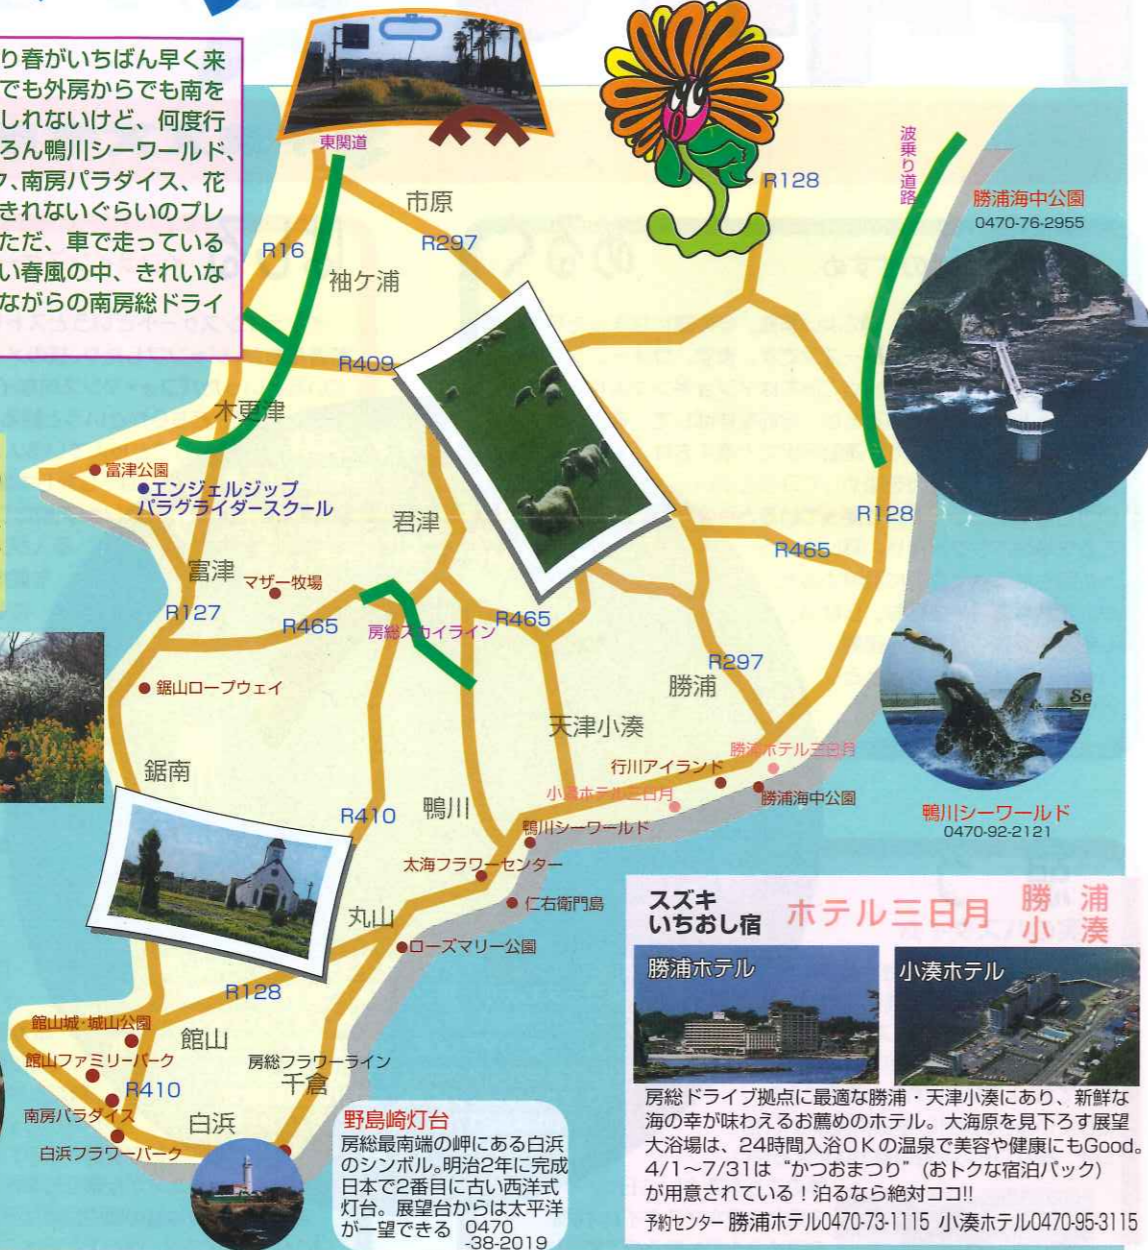 り春がいちばん早く来
でも外房からでも南を
しれないけど、何度行
ろん鴨川シーワールド、
ク、南房パラダイス、花
きれないぐらいのプレ
ただ、車で走っている
い春風の中、きれいな
ながらの南房総ドライ
東関道
市原
R128
波乗り道路
勝浦海中公園
0470-76-2955
R16
R297
袖ケ浦
R409
木更津
富津公園
エンジェルジップ
パラグライダースクール
君津
R128
R465
富津
マザー牧場
R127
R465
房総スカイライン
R465
R297
鋸山ロープウェイ
勝浦
天津小湊
勝浦ホテル三日月
行川アイランド
小湊ホテル三日月
勝浦海中公園
鋸南
R410
鴨川
鴨川シーワールド
鴨川シーワールド
0470-92-2121
太海フラワーセンター
仁右衛門島
丸山
ローズマリー公園
R128
館山城・城山公園
館山
館山ファミリーパーク
房総フラワーライン
千倉
R410
南房パラダイス
白浜
白浜フラワーパーク
野島崎灯台
房総最南端の岬にある白浜
のシンボル。明治2年に完成
日本で2番目に古い西洋式
灯台。展望台からは太平洋
が一望できる 0470
-38-2019
スズキ
いちおし宿
ホテル三日月
勝浦
小湊
勝浦ホテル
小湊ホテル
房総ドライブ拠点に最適な勝浦・天津小湊にあり、新鮮な
海の幸が味わえるお薦めのホテル。大海原を見下ろす展望
大浴場は、24時間入浴OKの温泉で美容や健康にもGood。
4/1～7/31は“かつおまつり”(おトクな宿泊パック)
が用意されている！泊るなら絶対ココ!!
予約センター 勝浦ホテル0470-73-1115 小湊ホテル0470-95-3115